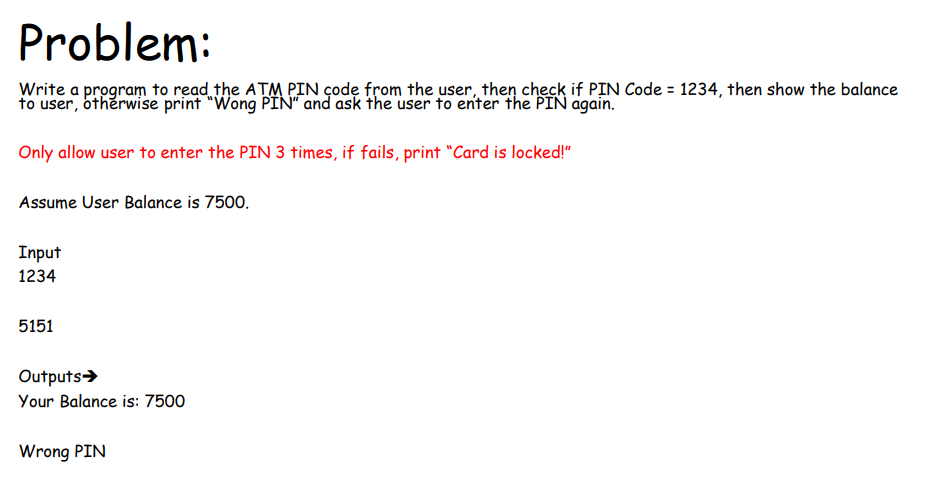 Problem:
Write a program to read the ATM PIN code from the user, then check if PIN Code = 1234, then show the balance
to user, otherwise print “Wong PIN” and ask the user to enter the PIN again.
Only allow user to enter the PIN 3 times, if fails, print “Card is locked!”
Assume User Balance is 7500.
Input
1234
5151
Outputs➔
Your Balance is: 7500
Wrong PIN